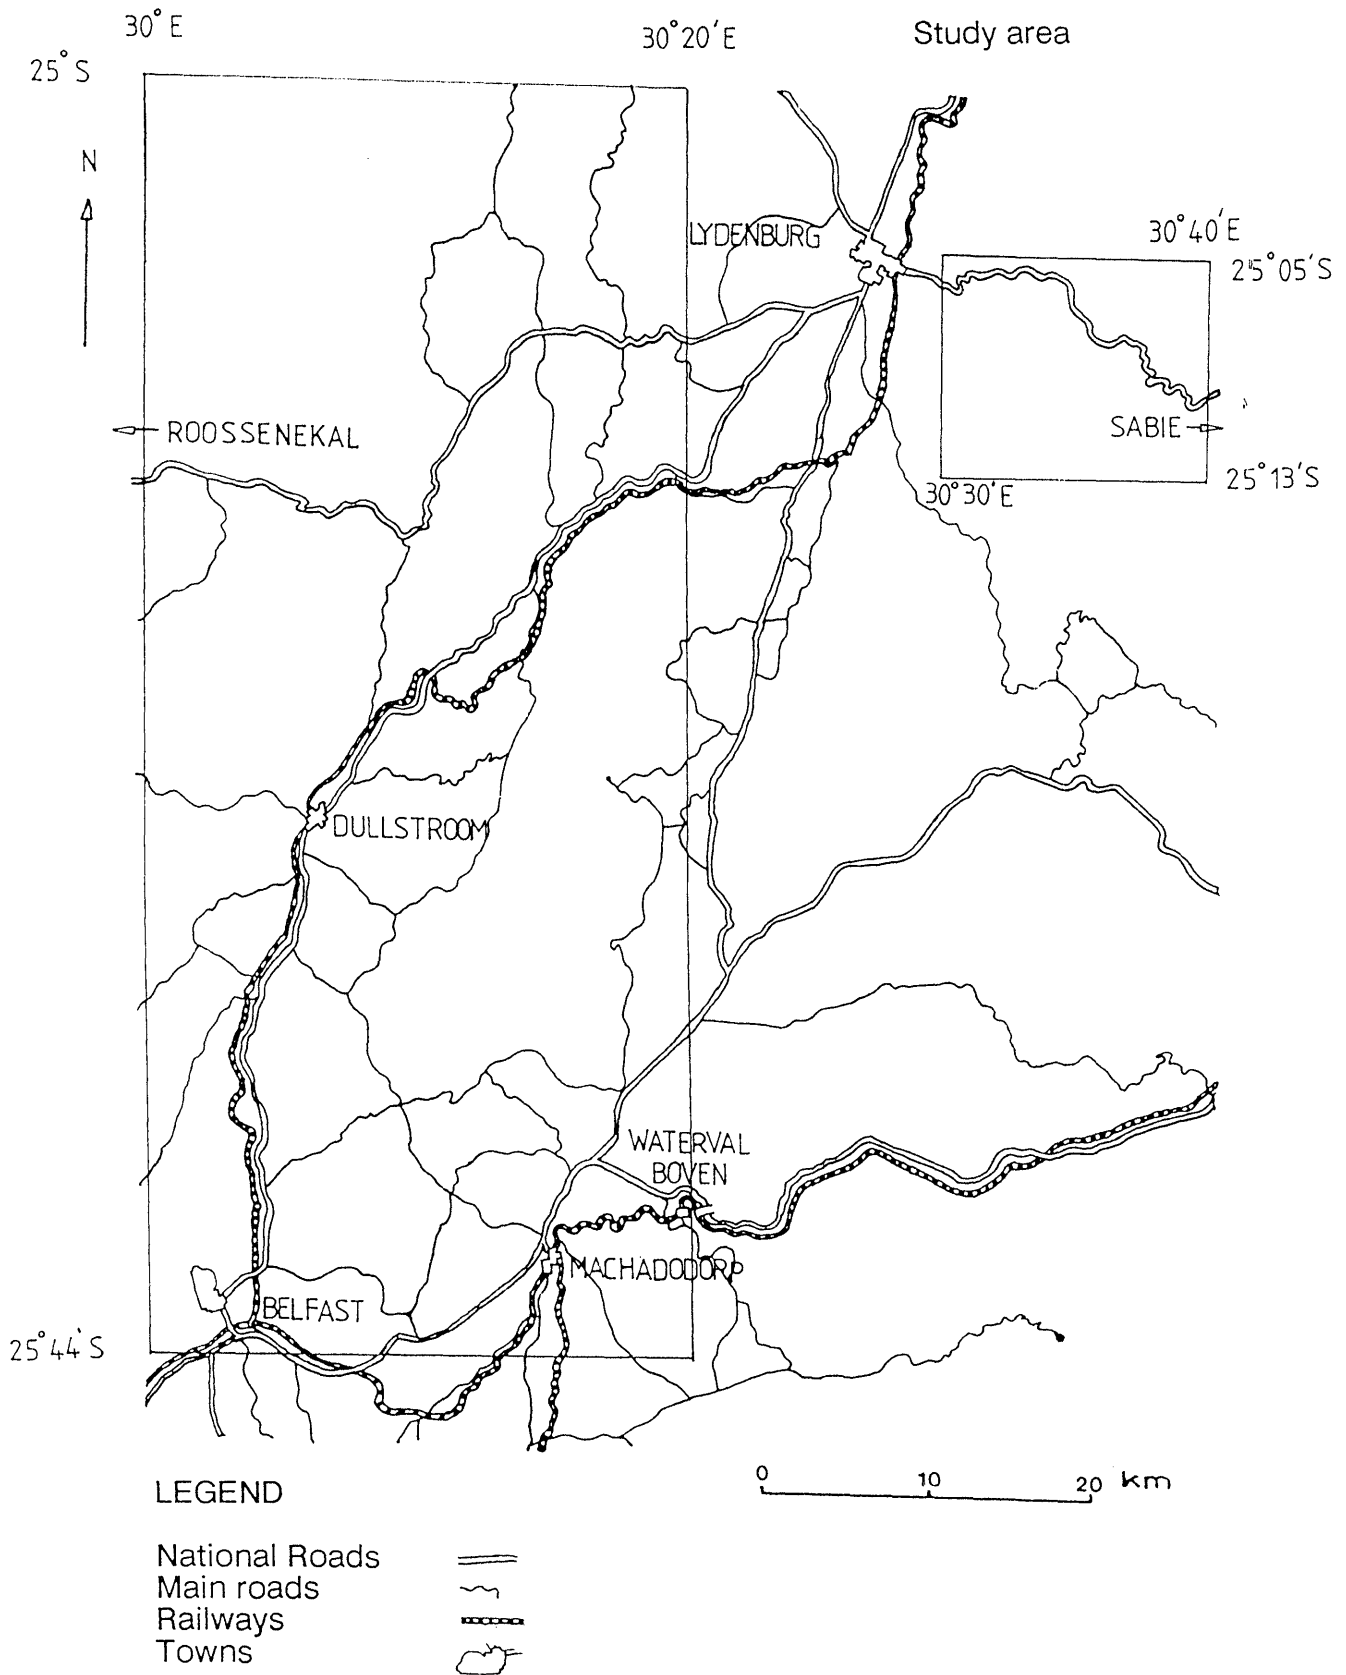 30°E
30°20'E
Study area
25°S
N
LYDENBURG
30°40'E
25°05'S
ROOSSENEKAL
SABIE
25°13'S
30°30'E
DULLSTROOM
WATERVAL
BOVEN
MACHADODORP
BELFAST
25°44'S
LEGEND
0 10 20 km
National Roads
Main roads
Railways
Towns